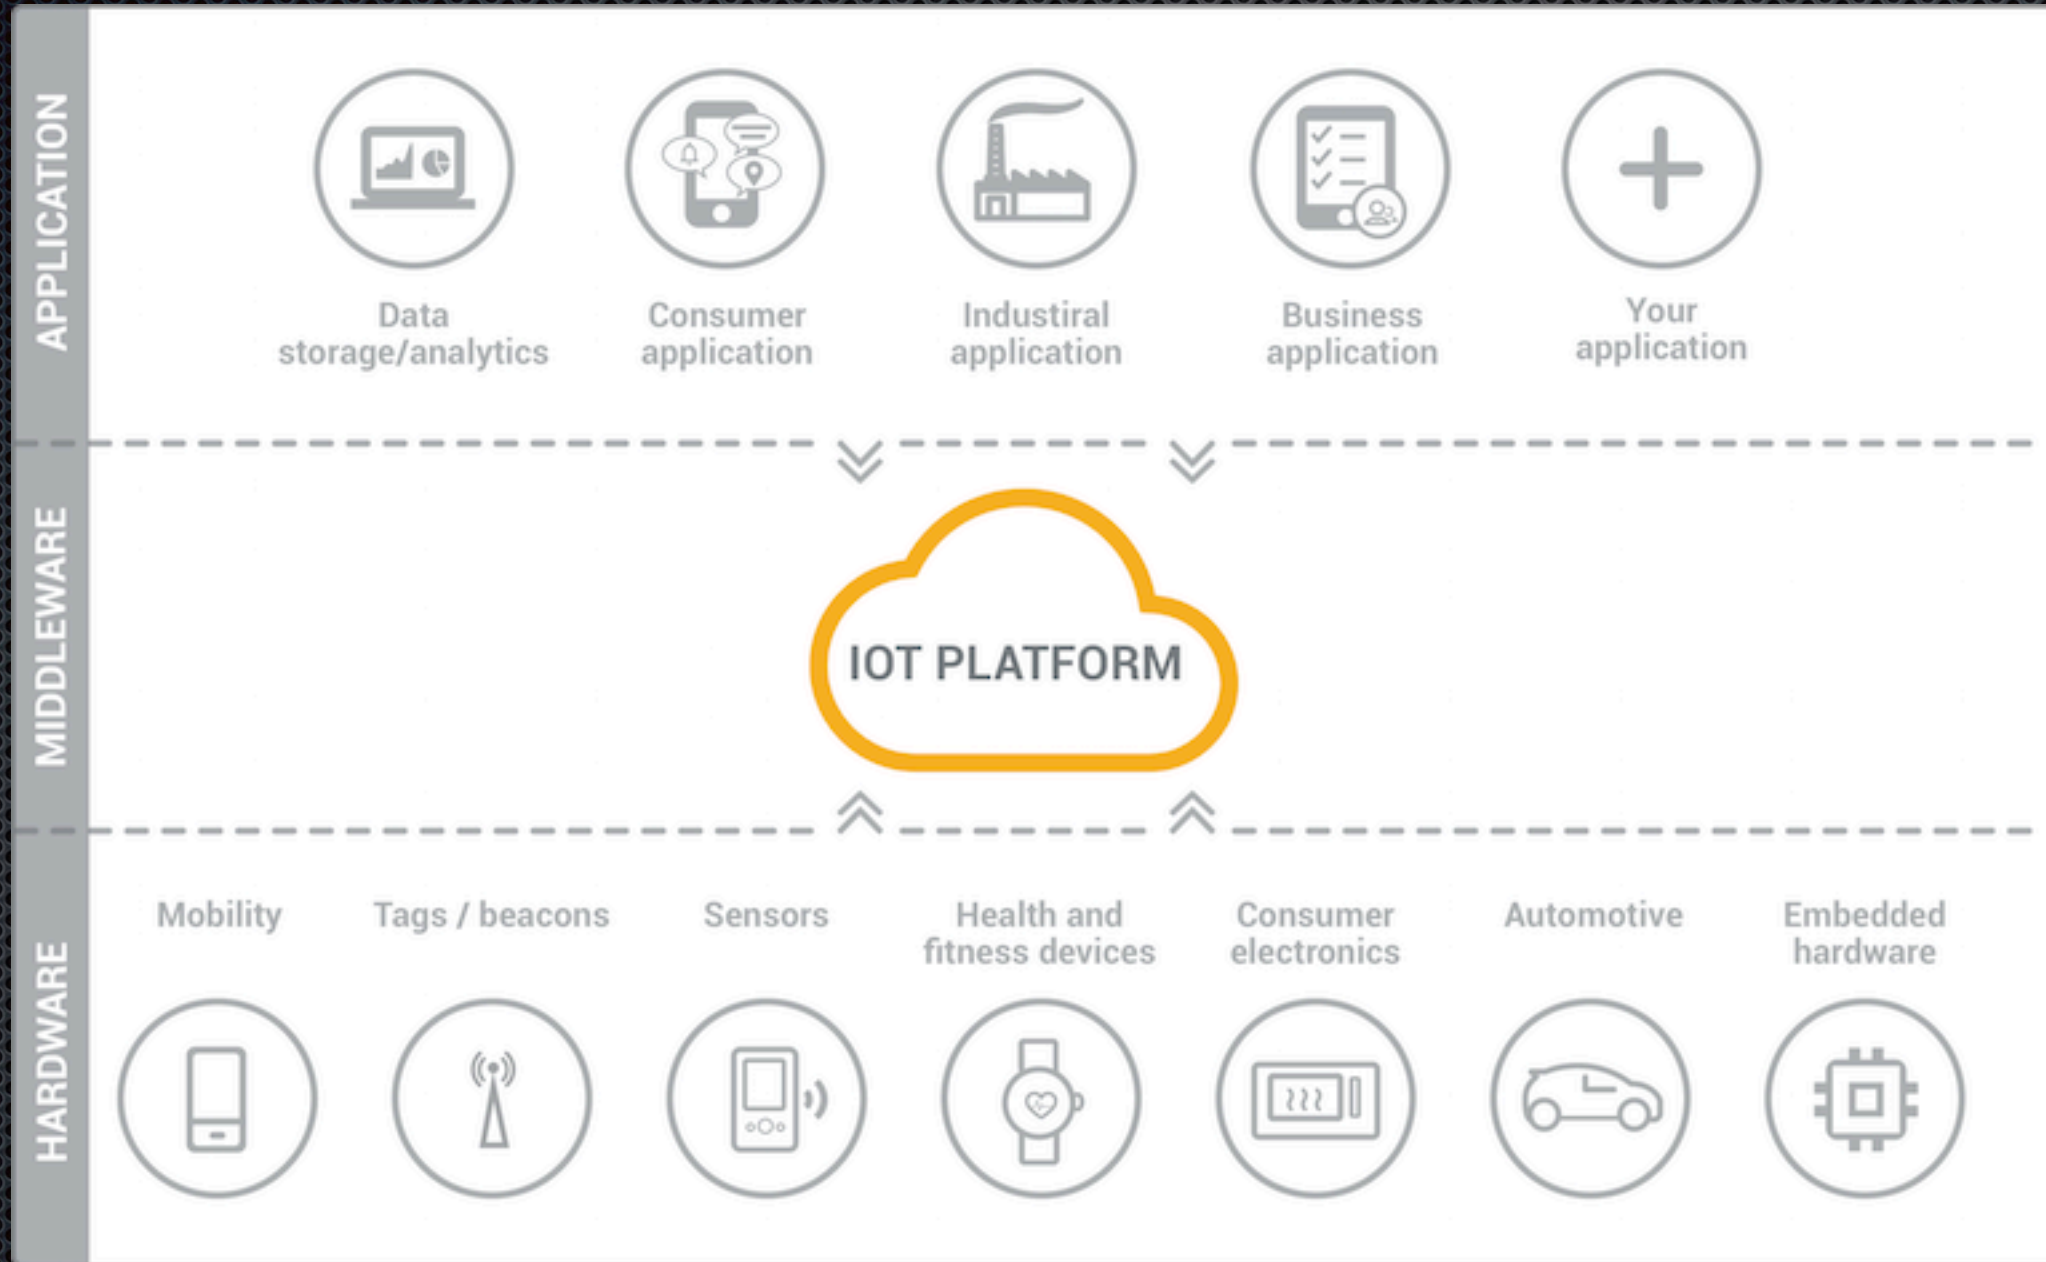 APPLICATION
Data
storage/analytics
Consumer
application
Industiral
application
Business
application
Your
application
MIDDLEWARE
IOT PLATFORM
HARDWARE
Mobility
Tags / beacons
Sensors
Health and
fitness devices
Consumer
electronics
Automotive
Embedded
hardware